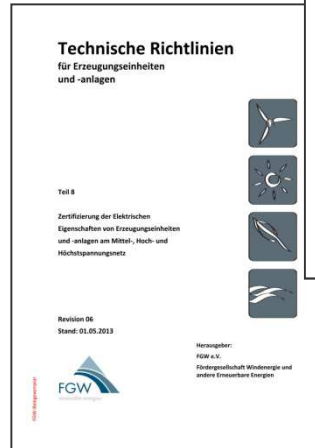 Technische Richtlinien
für Erzeugungseinheiten
und -anlagen
Teil 8
Zertifizierung der Elektrischen
Eigenschaften von Erzeugungseinheiten
und -anlagen am Mittel-, Hoch- und
Höchstspannungsnetz
Revision 06
Stand: 01.05.2013
Herausgeber:
FGW e.V.
Fördergesellschaft Windenergie und
andere Erneuerbare Energien
FGW